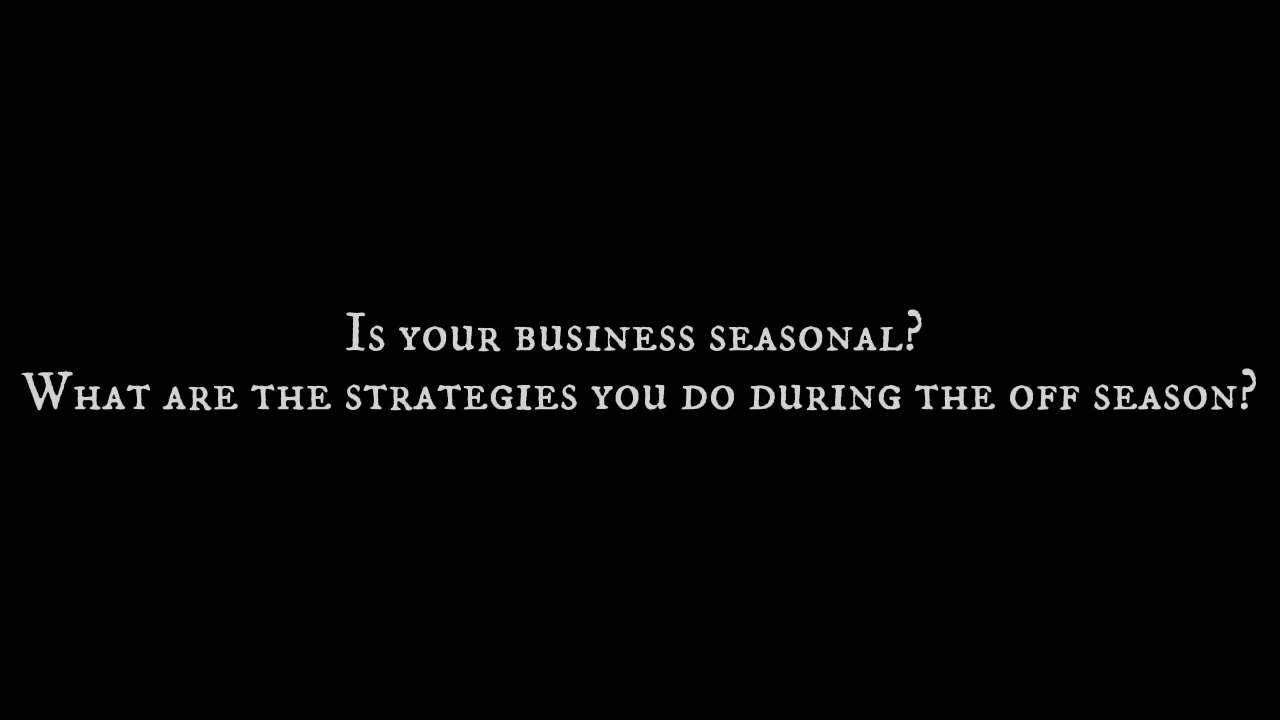 Is your business seasonal?
What are the strategies you do during the off season?